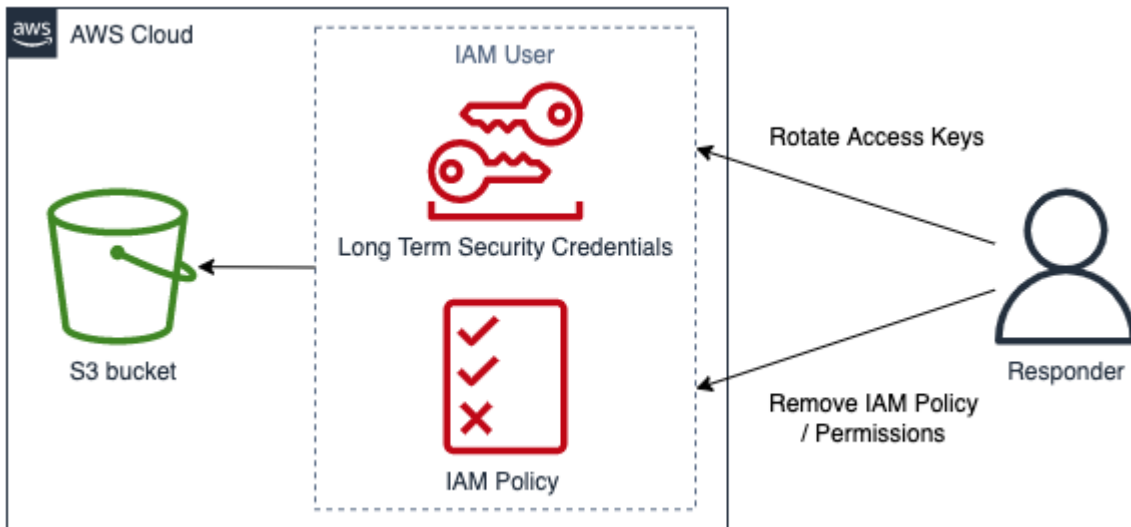 aws
AWS Cloud
IAM User
Rotate Access Keys
Long Term Security Credentials
S3 bucket
Responder
Remove IAM Policy
/ Permissions
IAM Policy